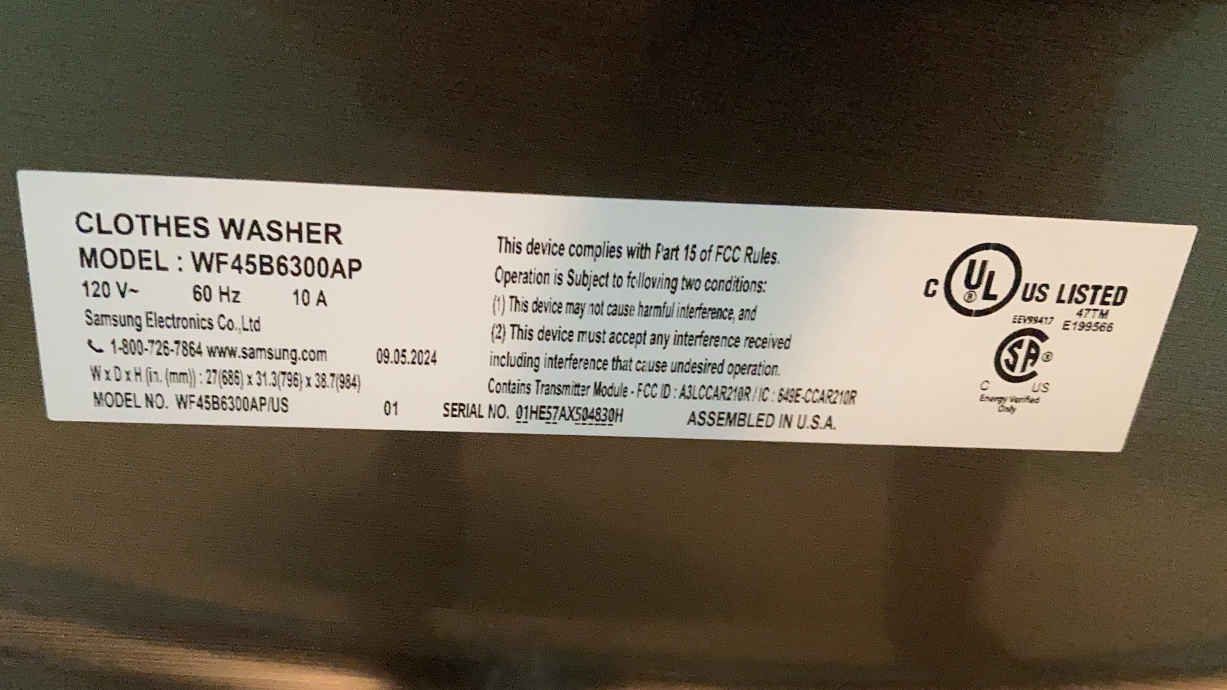 CLOTHES WASHER
MODEL : WF45B6300AP
120 V~ 60 Hz 10 A
Samsung Electronics Co.,Ltd
1-800-726-7864 www.samsung.com 09.05.2024
W x D x H (in. (mm)) : 27(686) x 31.3(796) x 38.7(984)
MODEL NO. WF45B6300AP/US 01 SERIAL NO. 01HE57AX504830H ASSEMBLED IN U.S.A.
This device complies with Part 15 of FCC Rules.
Operation is Subject to following two conditions:
(1) This device may not cause harmful interference, and
(2) This device must accept any interference received
including interference that cause undesired operation.
Contains Transmitter Module - FCC ID : A3LCCAR210R / IC : 649E-CCAR210R
C UL ® US LISTED
47TM
EEV99417 E199566
SA ®
C US
Energy Verified
Only